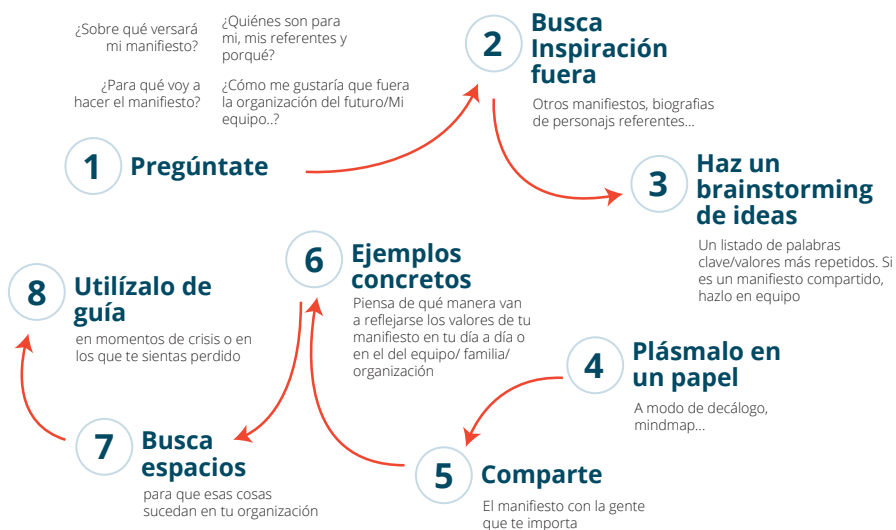 ¿Sobre qué versará
mi manifiesto?
¿Quiénes son para
mi, mis referentes y
porqué?
¿Para qué voy a
hacer el manifiesto?
¿Cómo me gustaría que fuera
la organización del futuro/Mi
equipo..?
1 Pregúntate
2 Busca
Inspiración
fuera
Otros manifiestos, biografias
de personajs referentes...
3 Haz un
brainstorming
de ideas
Un listado de palabras
clave/valores más repetidos. Si
es un manifiesto compartido,
hazlo en equipo
4 Plásmalo en
un papel
A modo de decálogo,
mindmap...
5 Comparte
El manifiesto con la gente
que te importa
6 Ejemplos
concretos
Piensa de qué manera van
a reflejarse los valores de tu
manifiesto en tu día a día o
en el del equipo/ familia/
organización
7 Busca
espacios
para que esas cosas
sucedan en tu organización
8 Utilízalo de
guía
en momentos de crisis o en
los que te sientas perdido